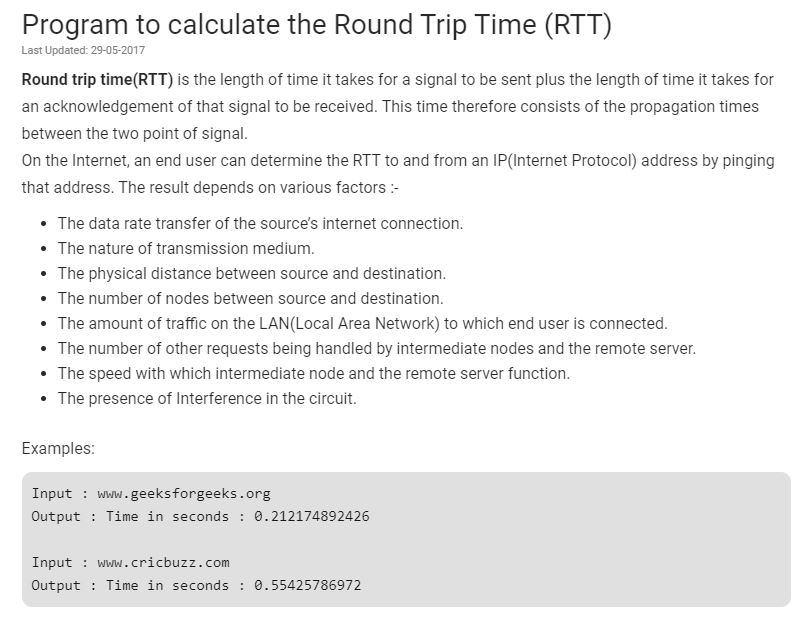 Program to calculate the Round Trip Time (RTT)
Last Updated: 29-05-2017
Round trip time(RTT) is the length of time it takes for a signal to be sent plus the length of time it takes for
an acknowledgement of that signal to be received. This time therefore consists of the propagation times
between the two point of signal.
On the Internet, an end user can determine the RTT to and from an IP(Internet Protocol) address by pinging
that address. The result depends on various factors :-
• The data rate transfer of the source’s internet connection.
• The nature of transmission medium.
• The physical distance between source and destination.
• The number of nodes between source and destination.
• The amount of traffic on the LAN(Local Area Network) to which end user is connected.
• The number of other requests being handled by intermediate nodes and the remote server.
• The speed with which intermediate node and the remote server function.
• The presence of Interference in the circuit.
Examples:
Input : www.geeksforgeeks.org
Output : Time in seconds : 0.212174892426
Input : www.cricbuzz.com
Output : Time in seconds : 0.55425786972